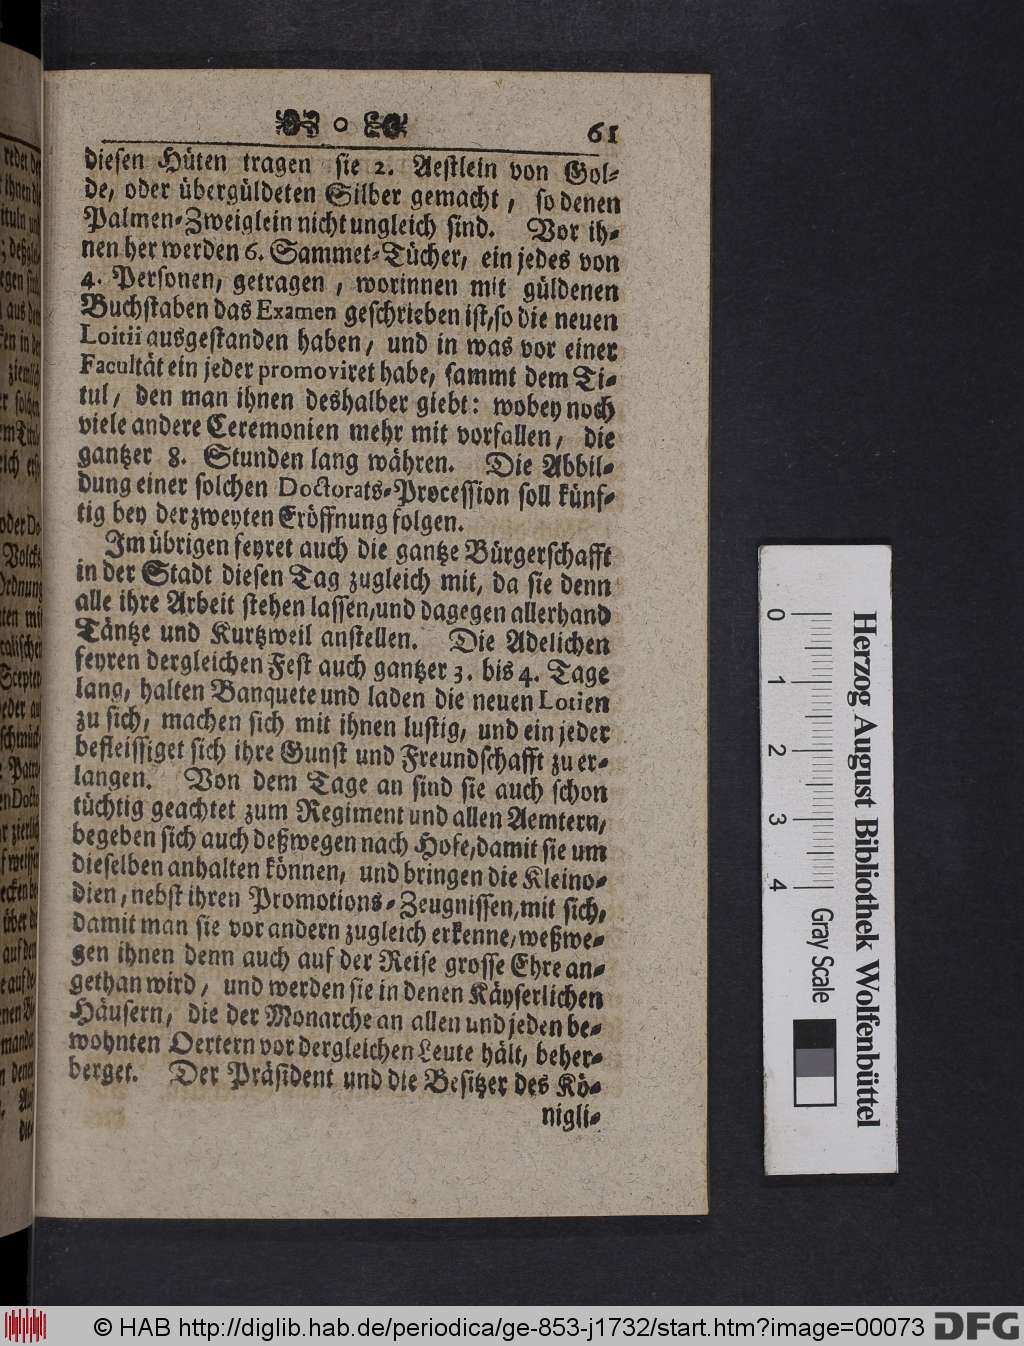 61
diesen Hüten tragen sie 2. Aestlein von Gol-
de, oder übergüldeten Silber gemacht, so denen
Palmen-Zweiglein nicht ungleich sind. Vor ih-
nen her werden 6. Sammet-Tücher, ein jedes von
4. Personen, getragen, worinnen mit güldenen
Buchstaben das Examen geschrieben ist, so die neuen
Loitii ausgestanden haben, und in was vor einer
Facultät ein jeder promoviret habe, sammt dem Ti-
tul, den man ihnen deshalber giebt: wobey noch
viele andere Ceremonien mehr mit vorfallen, die
gantzer 8. Stunden lang währen. Die Abbil-
dung einer solchen Doctorats-Procession soll künf-
tig bey der zweyten Eröffnung folgen.
Im übrigen feyret auch die gantze Bürgerschafft
in der Stadt diesen Tag zugleich mit, da sie denn
alle ihre Arbeit stehen lassen, und dagegen allerhand
Täntze und Kurtzweil anstellen. Die Adelichen
feyren dergleichen Fest auch gantzer 3. bis 4. Tage
lang, halten Banquete und laden die neuen Lotien
zu sich, machen sich mit ihnen lustig, und ein jeder
befleissiget sich ihre Gunst und Freundschafft zu er-
langen. Von dem Tage an sind sie auch schon
tüchtig geachtet zum Regiment und allen Aemtern,
begeben sich auch deßwegen nach Hofe, damit sie um
dieselben anhalten können, und bringen die Kleino-
dien, nebst ihren Promotions-Zeugnissen, mit sich,
damit man sie vor andern zugleich erkenne, weßwe-
gen ihnen denn auch auf der Reise grosse Ehre an-
gethan wird, und werden sie in denen Käyserlichen
Häusern, die der Monarche an allen und jeden be-
wohnten Oertern vor dergleichen Leute hält, beher-
berget. Der Präsident und die Besitzer des Kö-
nigli-
Herzog August Bibliothek Wolfenbüttel
0 1 2 3 4
Gray Scale
© HAB http://diglib.hab.de/periodica/ge-853-j1732/start.htm?image=00073
DFG